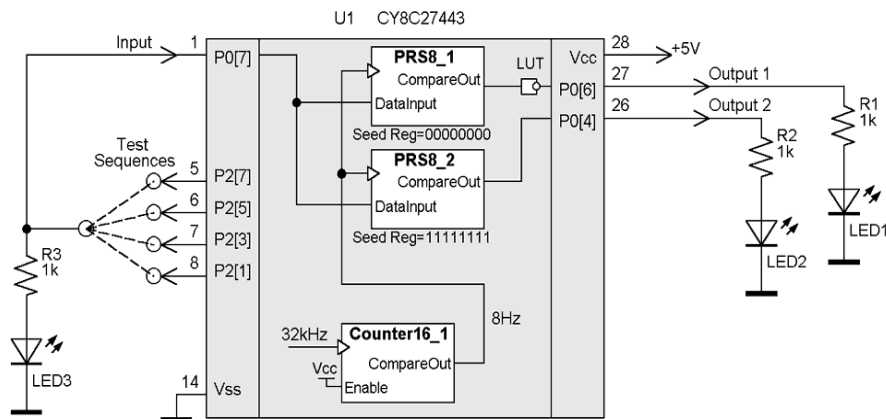 U1 CY8C27443
Input
1
P0[7]
PRS8_1
CompareOut
DataInput
Seed Reg=00000000
LUT
Vcc
28
+5V
27
P0[6]
Output 1
26
P0[4]
Output 2
R1
1k
R2
1k
LED1
LED2
Test
Sequences
5
P2[7]
6
P2[5]
7
P2[3]
8
P2[1]
PRS8_2
CompareOut
DataInput
Seed Reg=11111111
R3
1k
LED3
8Hz
32kHz
Counter16_1
CompareOut
Vcc
Enable
14
Vss